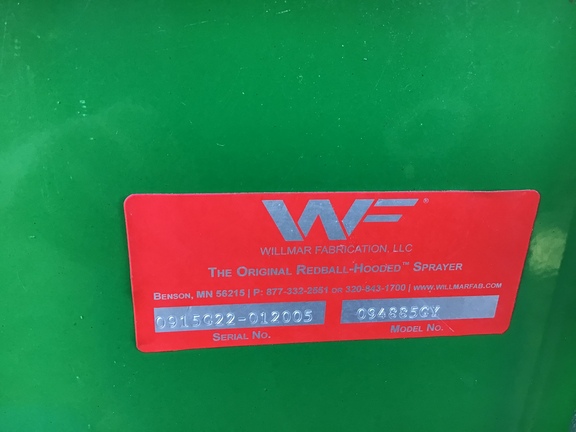 WF®
WILLMAR FABRICATION, LLC
THE ORIGINAL REDBALL-HOODED™ SPRAYER
BENSON, MN 56215 | P: 877-332-2551 OR 320-843-1700 | WWW.WILLMARFAB.COM
0915022-012005 094885GY
SERIAL NO. MODEL NO.